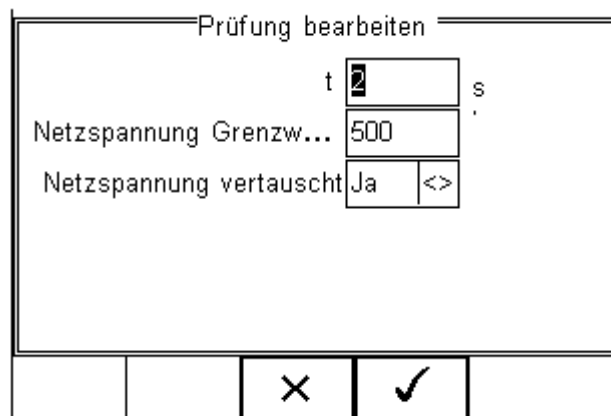 Prüfung bearbeiten
t 2 s
Netzspannung Grenzw... 500
Netzspannung vertauscht Ja <>